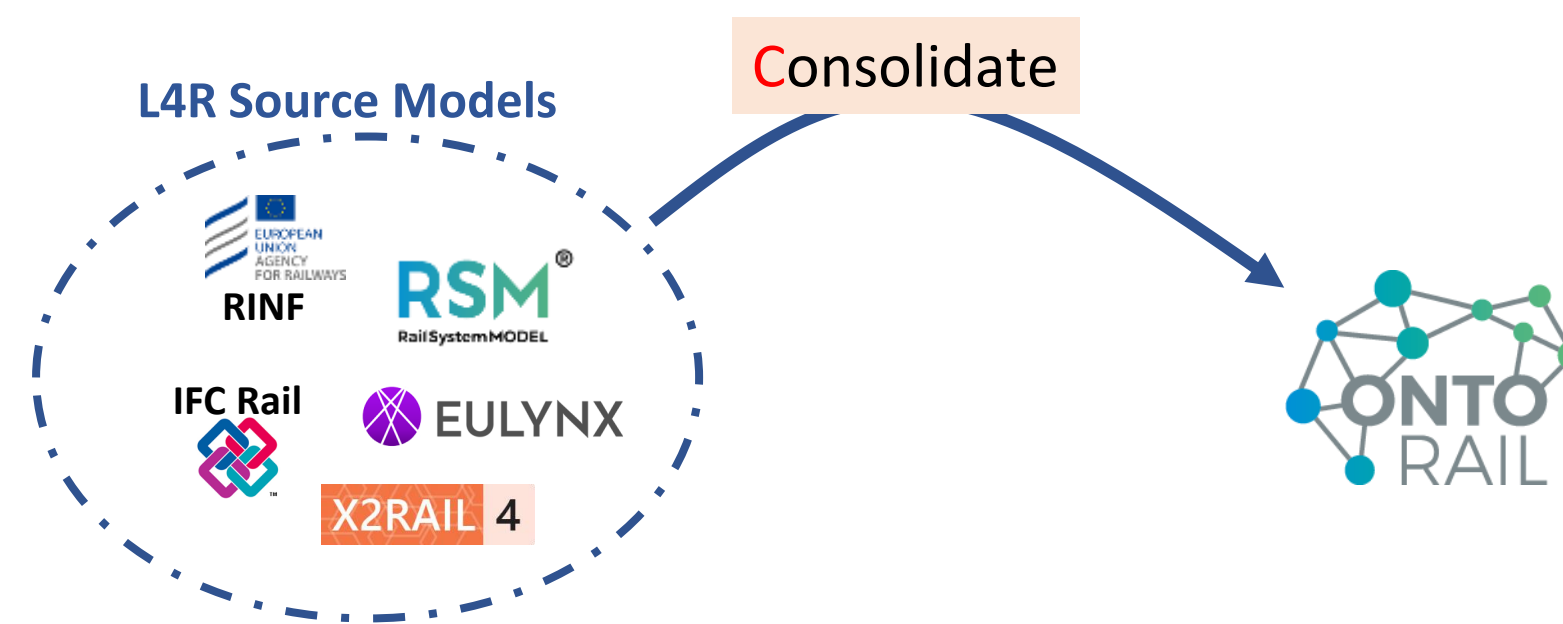 Consolidate
L4R Source Models
EUROPEAN
UNION
AGENCY
FOR RAILWAYS
RINF
RSM®
RailSystemMODEL
IFC Rail
™
EULYNX
X2RAIL 4
ONTO
RAIL